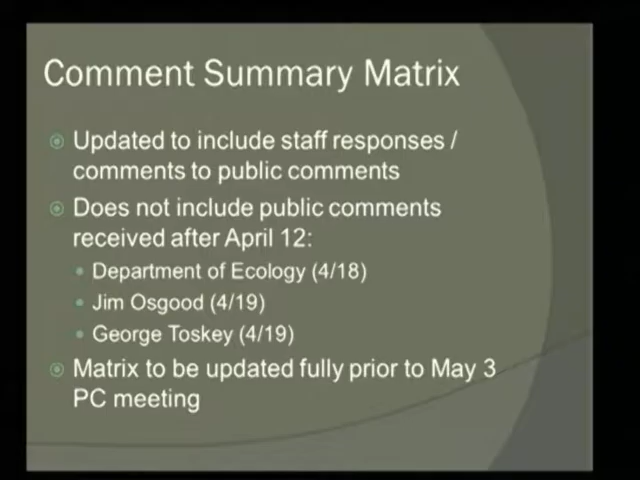 Comment Summary Matrix
Updated to include staff responses /
comments to public comments
Does not include public comments
received after April 12:
Department of Ecology (4/18)
Jim Osgood (4/19)
George Toskey (4/19)
Matrix to be updated fully prior to May 3
PC meeting